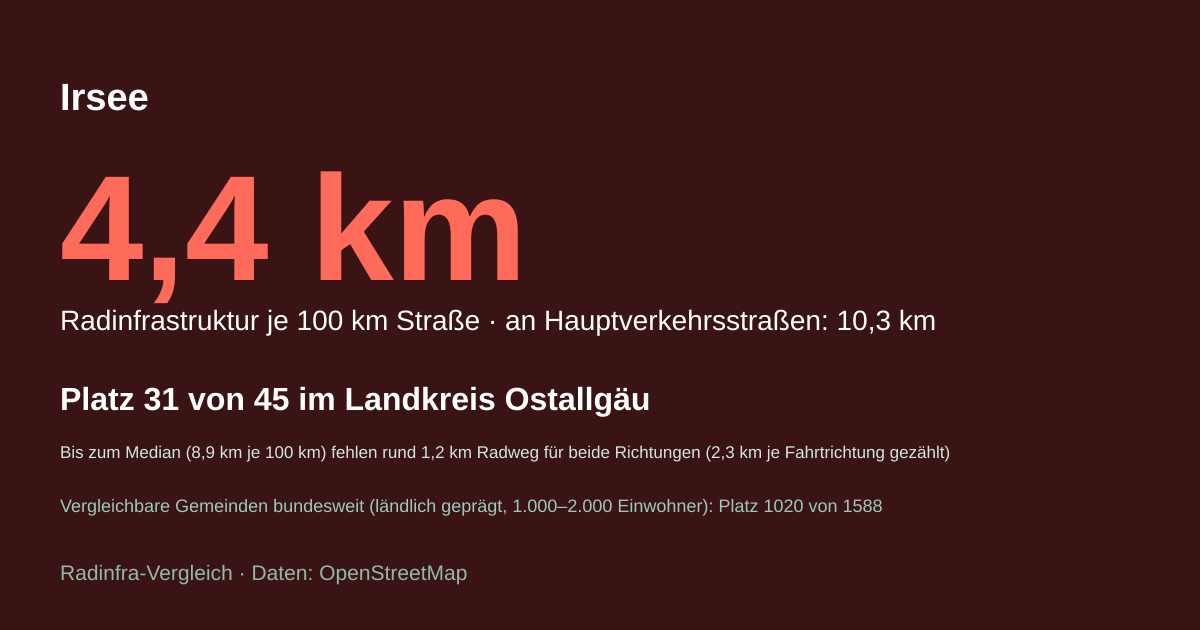 Irsee
4,4 km
Radinfrastruktur je 100 km Straße · an Hauptverkehrsstraßen: 10,3 km
Platz 31 von 45 im Landkreis Ostallgäu
Bis zum Median (8,9 km je 100 km) fehlen rund 1,2 km Radweg für beide Richtungen (2,3 km je Fahrtrichtung gezählt)
Vergleichbare Gemeinden bundesweit (ländlich geprägt, 1.000–2.000 Einwohner): Platz 1020 von 1588
Radinfra-Vergleich · Daten: OpenStreetMap